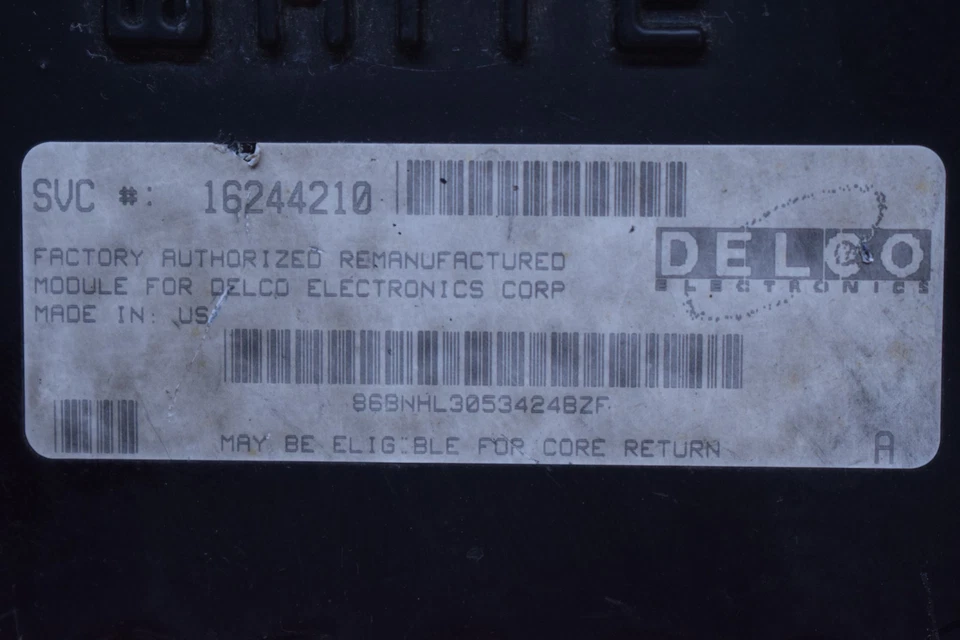 SVC #: 16244210
DELCO
ELECTRONICS
FACTORY AUTHORIZED REMANUFACTURED
MODULE FOR DELCO ELECTRONICS CORP
MADE IN: US
86BNHL3053424BZF
MAY BE ELIGIBLE FOR CORE RETURN
A